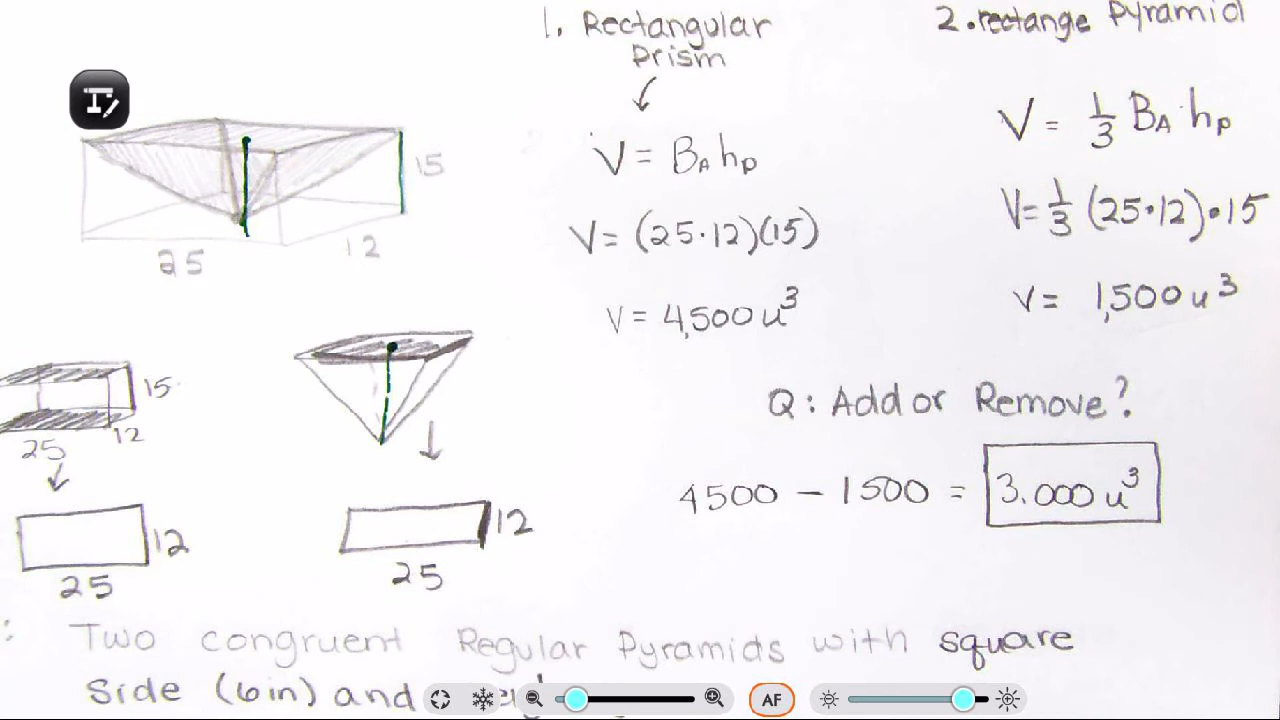 1. Rectangular
Prism
V = BA hp
V = (25·12)(15)
V = 4,500 u³
2. rectange Pyramid
V = 1/3 BA · hp
V = 1/3 (25·12)·15
V = 1,500 u³
Q: Add or Remove?
4500 − 1500 = 3.000 u³
15
12
25
15
12
25
12
25
12
25
: Two congruent Regular Pyramids with square
side (6in) and
AF